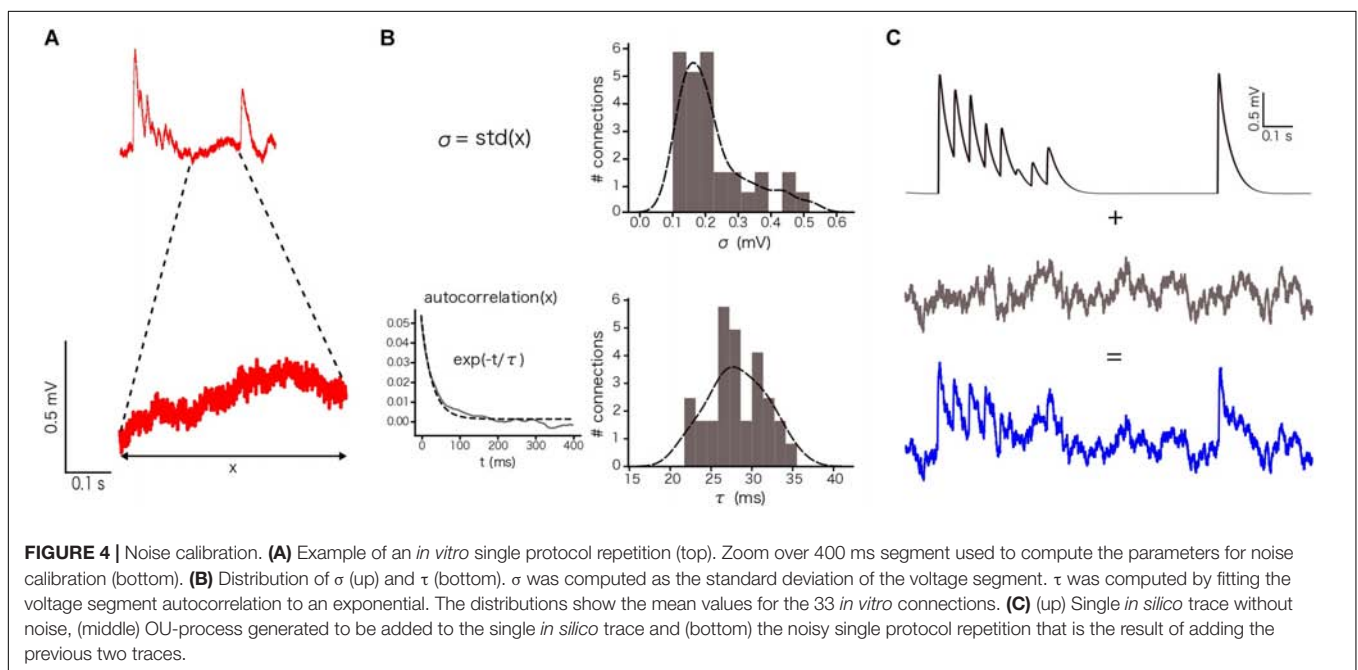 A
0.5 mV
0.1 s
x
B
σ = std(x)
# connections
6
5
4
3
2
1
0
0.0 0.1 0.2 0.3 0.4 0.5 0.6
σ (mV)
autocorrelation(x)
exp(-t/τ)
0.05
0.04
0.03
0.02
0.01
0.00
0 100 200 300 400
t (ms)
# connections
6
5
4
3
2
1
0
15 20 25 30 35 40
τ (ms)
C
0.5 mV
0.1 s
+
=
FIGURE 4 | Noise calibration. (A) Example of an in vitro single protocol repetition (top). Zoom over 400 ms segment used to compute the parameters for noise
calibration (bottom). (B) Distribution of σ (up) and τ (bottom). σ was computed as the standard deviation of the voltage segment. τ was computed by fitting the
voltage segment autocorrelation to an exponential. The distributions show the mean values for the 33 in vitro connections. (C) (up) Single in silico trace without
noise, (middle) OU-process generated to be added to the single in silico trace and (bottom) the noisy single protocol repetition that is the result of adding the
previous two traces.